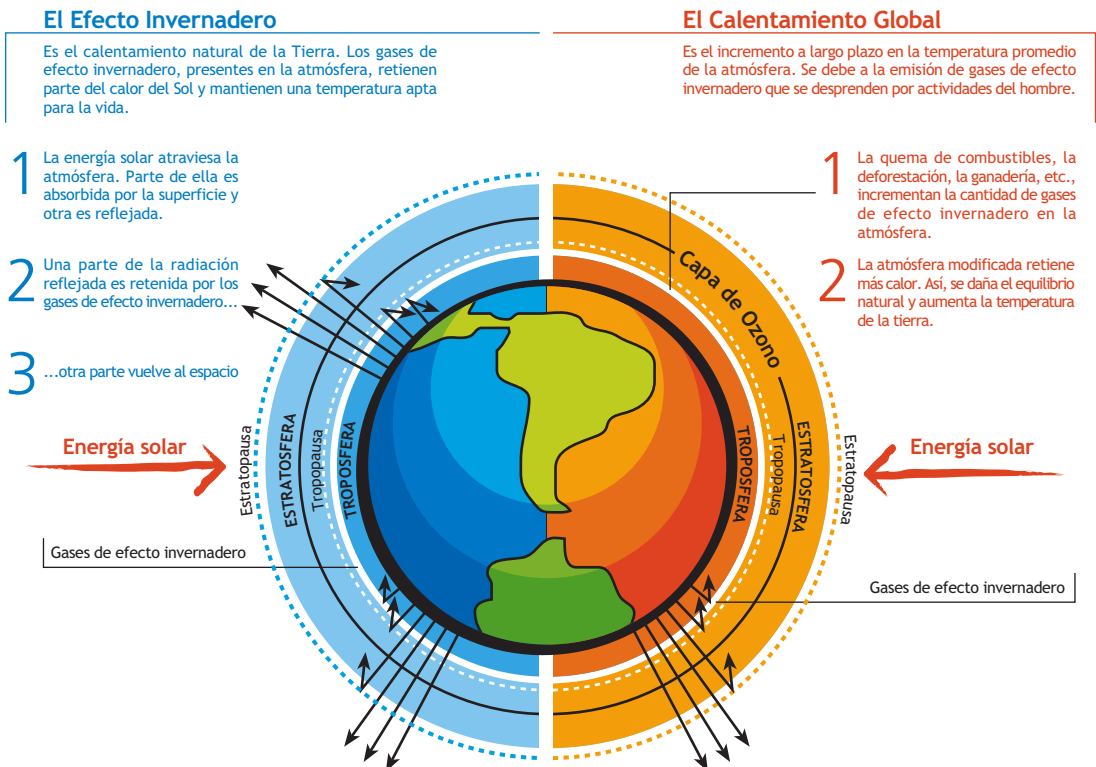 El Efecto Invernadero
Es el calentamiento natural de la Tierra. Los gases de
efecto invernadero, presentes en la atmósfera, retienen
parte del calor del Sol y mantienen una temperatura apta
para la vida.
1
La energía solar atraviesa la
atmósfera. Parte de ella es
absorbida por la superficie y
otra es reflejada.
2
Una parte de la radiación
reflejada es retenida por los
gases de efecto invernadero...
3
...otra parte vuelve al espacio
Energía solar
Estratopausa
ESTRATOSFERA
Tropopausa
TROPOSFERA
Gases de efecto invernadero
El Calentamiento Global
Es el incremento a largo plazo en la temperatura promedio
de la atmósfera. Se debe a la emisión de gases de efecto
invernadero que se desprenden por actividades del hombre.
1
La quema de combustibles, la
deforestación, la ganadería, etc.,
incrementan la cantidad de gases
de efecto invernadero en la
atmósfera.
2
La atmósfera modificada retiene
más calor. Así, se daña el equilibrio
natural y aumenta la temperatura
de la tierra.
Capa de Ozono
TROPOSFERA
Tropopausa
ESTRATOSFERA
Estratopausa
Energía solar
Gases de efecto invernadero